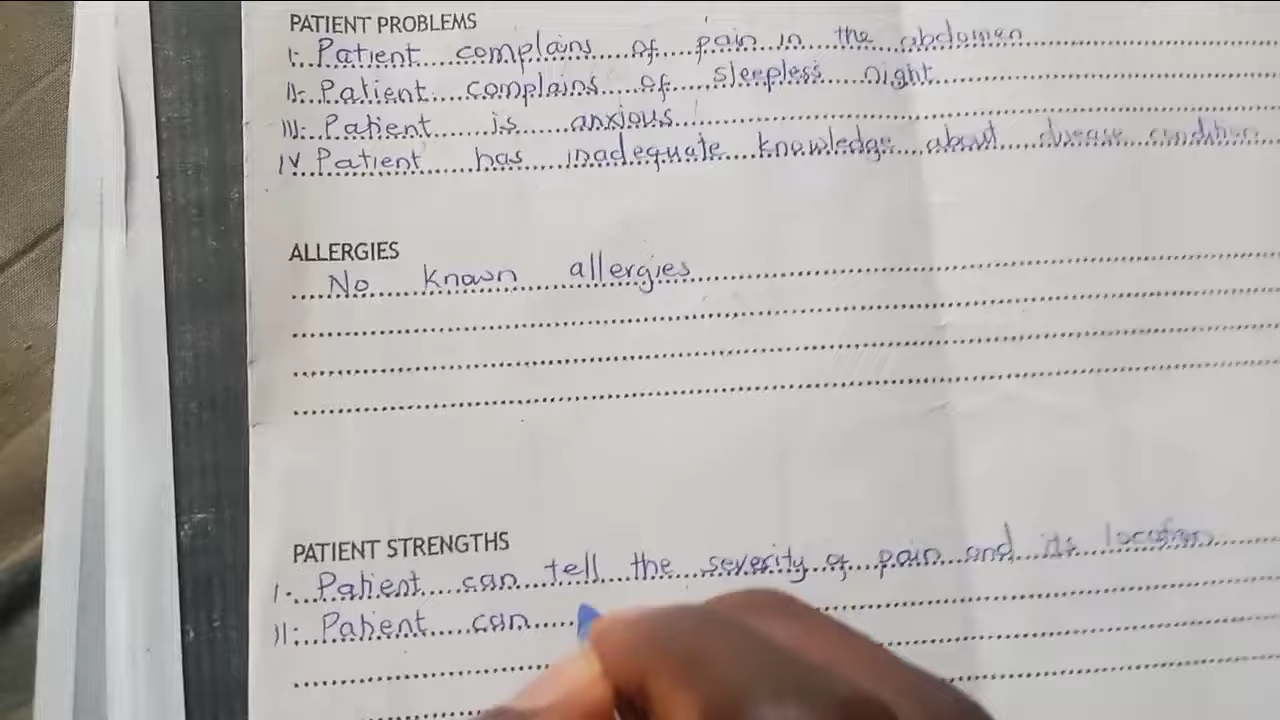 PATIENT PROBLEMS
I. Patient complains of pain in the abdomen
II. Patient complains of sleepless night
III. Patient is anxious
IV Patient has inadequate knowledge about disease condition
ALLERGIES
No known allergies
PATIENT STRENGTHS
I. Patient can tell the severity of pain and its location
II. Patient can